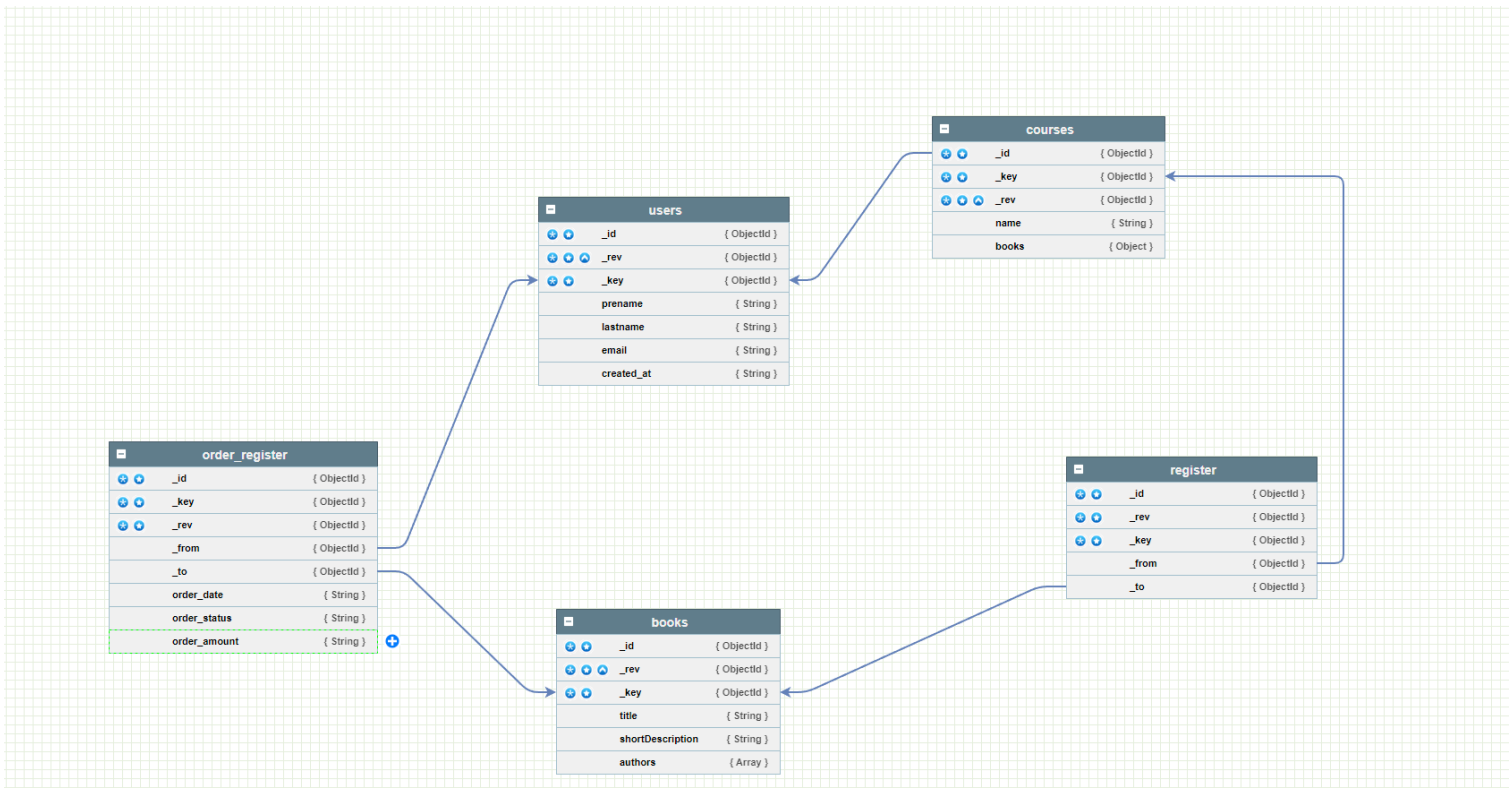 courses
_id { ObjectId }
_key { ObjectId }
_rev { ObjectId }
name { String }
books { Object }
users
_id { ObjectId }
_rev { ObjectId }
_key { ObjectId }
prename { String }
lastname { String }
email { String }
created_at { String }
order_register
_id { ObjectId }
_key { ObjectId }
_rev { ObjectId }
_from { ObjectId }
_to { ObjectId }
order_date { String }
order_status { String }
order_amount { String }
register
_id { ObjectId }
_rev { ObjectId }
_key { ObjectId }
_from { ObjectId }
_to { ObjectId }
books
_id { ObjectId }
_rev { ObjectId }
_key { ObjectId }
title { String }
shortDescription { String }
authors { Array }